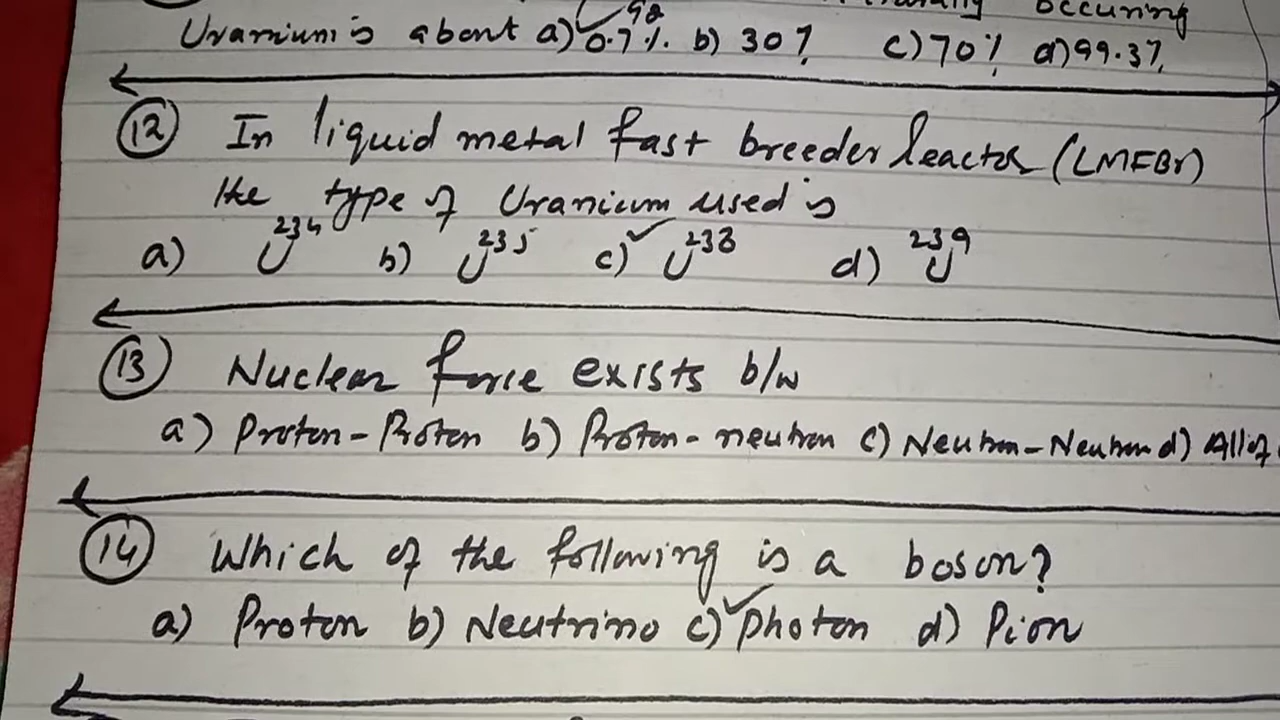 occuring
Uranium is about a) 0.7%. b) 30% c) 70% d) 99.3%
12 In liquid metal fast breeder reactor (LMFBr)
the type of Uranium used is
a) U234 b) U235 c) U238 d) 239U
13 Nuclear force exists b/w
a) Proton-Proton b) Proton-neutron c) Neutron-Neutron d) All of
14 Which of the following is a boson?
a) Proton b) Neutrino c) Photon d) Pion